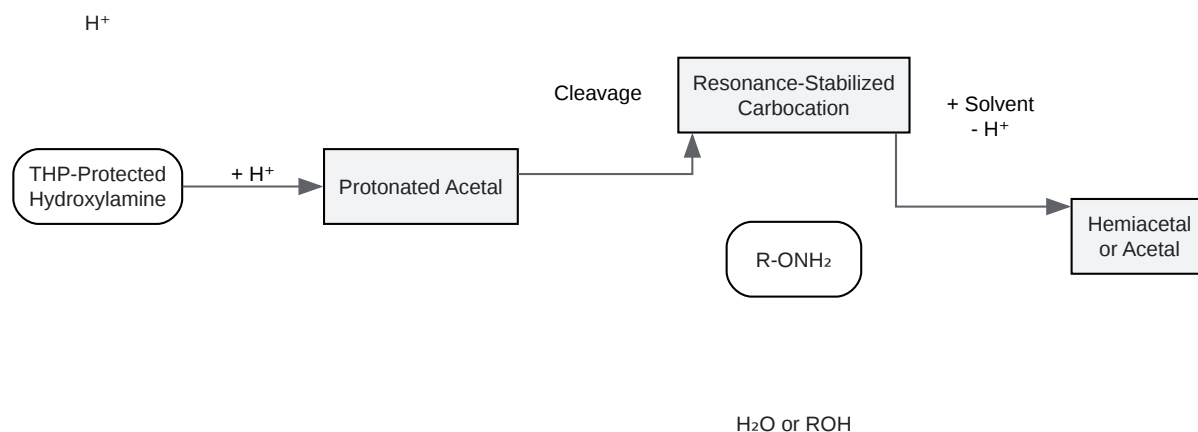 H⁺
Cleavage
Resonance-Stabilized
Carbocation
+ Solvent
- H⁺
THP-Protected
Hydroxylamine
+ H⁺
Protonated Acetal
Hemiacetal
or Acetal
R-ONH₂
H₂O or ROH